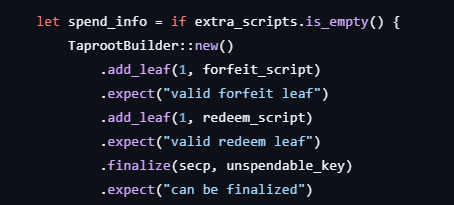 let spend_info = if extra_scripts.is_empty() {
TaprootBuilder::new()
.add_leaf(1, forfeit_script)
.expect("valid forfeit leaf")
.add_leaf(1, redeem_script)
.expect("valid redeem leaf")
.finalize(secp, unspendable_key)
.expect("can be finalized")